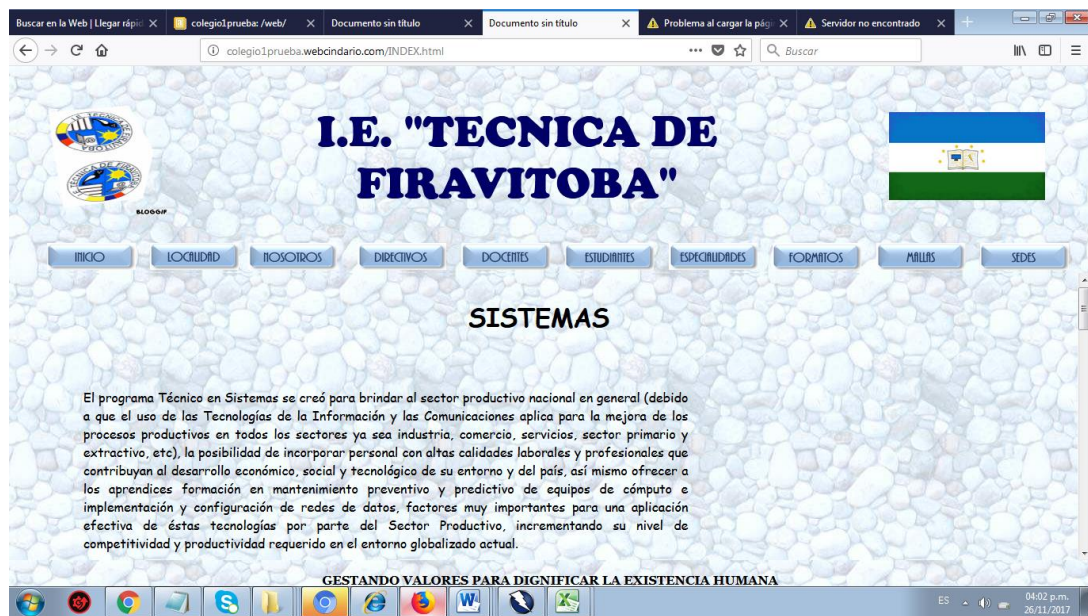 Buscar en la Web | Llegar rápid
colegio1prueba: /web/
Documento sin título
Documento sin título
Problema al cargar la págin
Servidor no encontrado
colegio1prueba.webcindario.com/INDEX.html
Buscar
I.E. "TECNICA DE
FIRAVITOBA"
BLOGGIF
INICIO
LOCALIDAD
NOSOTROS
DIRECTIVOS
DOCENTES
ESTUDIANTES
ESPECIALIDADES
FORMATOS
MALLAS
SEDES
SISTEMAS
El programa Técnico en Sistemas se creó para brindar al sector productivo nacional en general (debido
a que el uso de las Tecnologías de la Información y las Comunicaciones aplica para la mejora de los
procesos productivos en todos los sectores ya sea industria, comercio, servicios, sector primario y
extractivo, etc), la posibilidad de incorporar personal con altas calidades laborales y profesionales que
contribuyan al desarrollo económico, social y tecnológico de su entorno y del país, así mismo ofrecer a
los aprendices formación en mantenimiento preventivo y predictivo de equipos de cómputo e
implementación y configuración de redes de datos, factores muy importantes para una aplicación
efectiva de éstas tecnologías por parte del Sector Productivo, incrementando su nivel de
competitividad y productividad requerido en el entorno globalizado actual.
GESTANDO VALORES PARA DIGNIFICAR LA EXISTENCIA HUMANA
ES
04:02 p.m.
26/11/2017